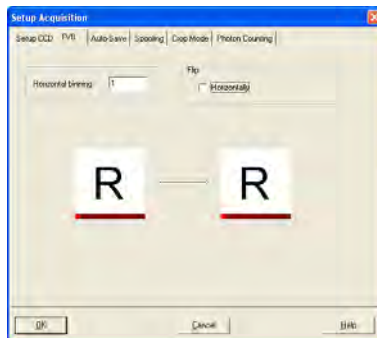 Setup Acquisition
Setup CCD FVB Auto-Save Spooling Crop Mode Photon Counting
Horizontal binning: 1
Flip
Horizontally
R R
OK Cancel Help